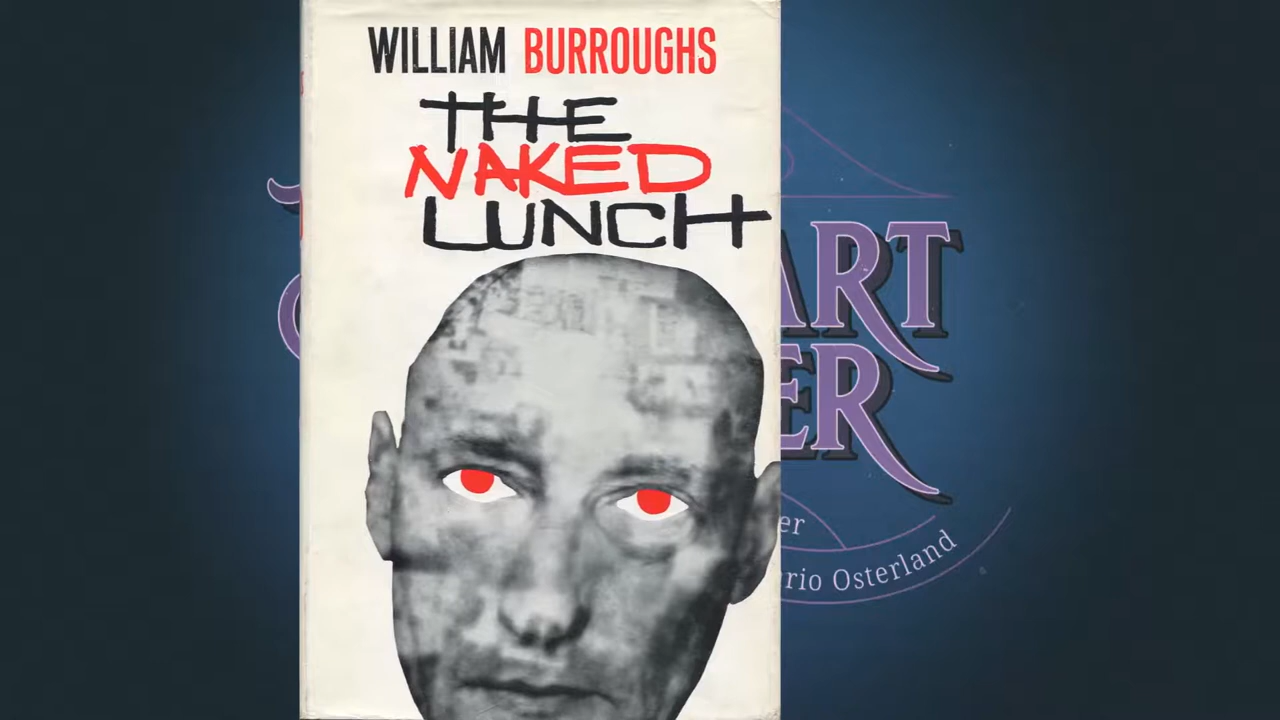 WILLIAM BURROUGHS
THE
NAKED
LUNCH
ART
ER
er
rio Osterland